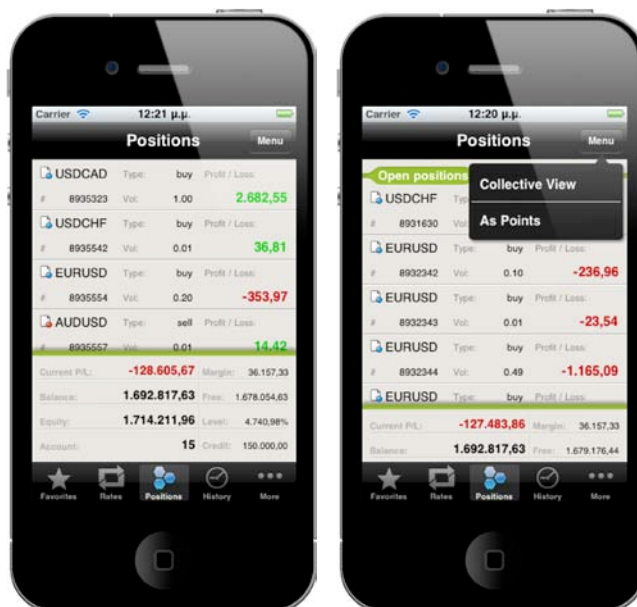 Carrier 12:21 μ.μ.
Positions Menu
USDCAD Type: buy Profit / Loss:
# 8935323 Vol: 1.00 2.682,55
USDCHF Type: buy Profit / Loss:
# 8935542 Vol: 0.01 36,81
EURUSD Type: buy Profit / Loss:
# 8935554 Vol: 0.20 -353,97
AUDUSD Type: sell Profit / Loss:
# 8935557 Vol: 0.01 14.42
Current P/L: -128.605,67 Margin: 36.157,33
Balance: 1.692.817,63 Free: 1.678.054,63
Equity: 1.714.211,96 Level: 4.740,98%
Account: 15 Credit: 150.000,00
Favorites Rates Positions History More
Carrier 12:20 μ.μ.
Positions Menu
Open positions
Collective View
As Points
USDCHF Typ
# 8931630 Vol:
EURUSD buy
# 8932342 Vol: 0.10 -236,96
EURUSD Type: buy Profit / Loss:
# 8932343 Vol: 0.01 -23,54
EURUSD Type: buy Profit / Loss:
# 8932344 Vol: 0.49 -1.165,09
EURUSD Type: buy Profit / Loss:
Current P/L: -127.483,86 Margin: 36.157,33
Balance: 1.692.817,63 Free: 1.679.176,44
Favorites Rates Positions History More